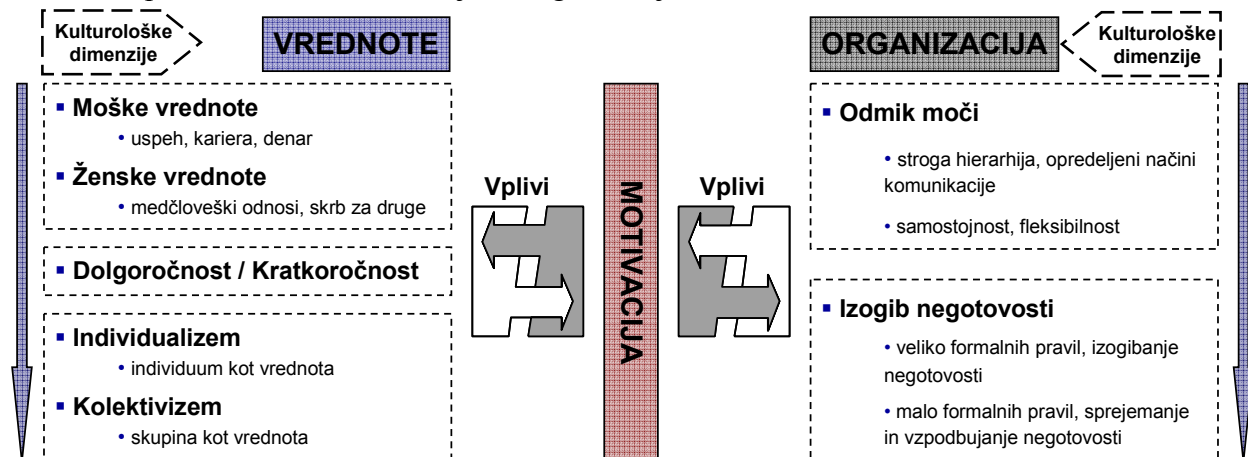 Kulturološke
dimenzije
VREDNOTE
▪ Moške vrednote
• uspeh, kariera, denar
▪ Ženske vrednote
• medčloveški odnosi, skrb za druge
▪ Dolgoročnost / Kratkoročnost
▪ Individualizem
• individuum kot vrednota
▪ Kolektivizem
• skupina kot vrednota
Vplivi
MOTIVACIJA
Vplivi
ORGANIZACIJA
Kulturološke
dimenzije
▪ Odmik moči
• stroga hierarhija, opredeljeni načini
komunikacije
• samostojnost, fleksibilnost
▪ Izogib negotovosti
• veliko formalnih pravil, izogibanje
negotovosti
• malo formalnih pravil, sprejemanje
in vzpodbujanje negotovosti